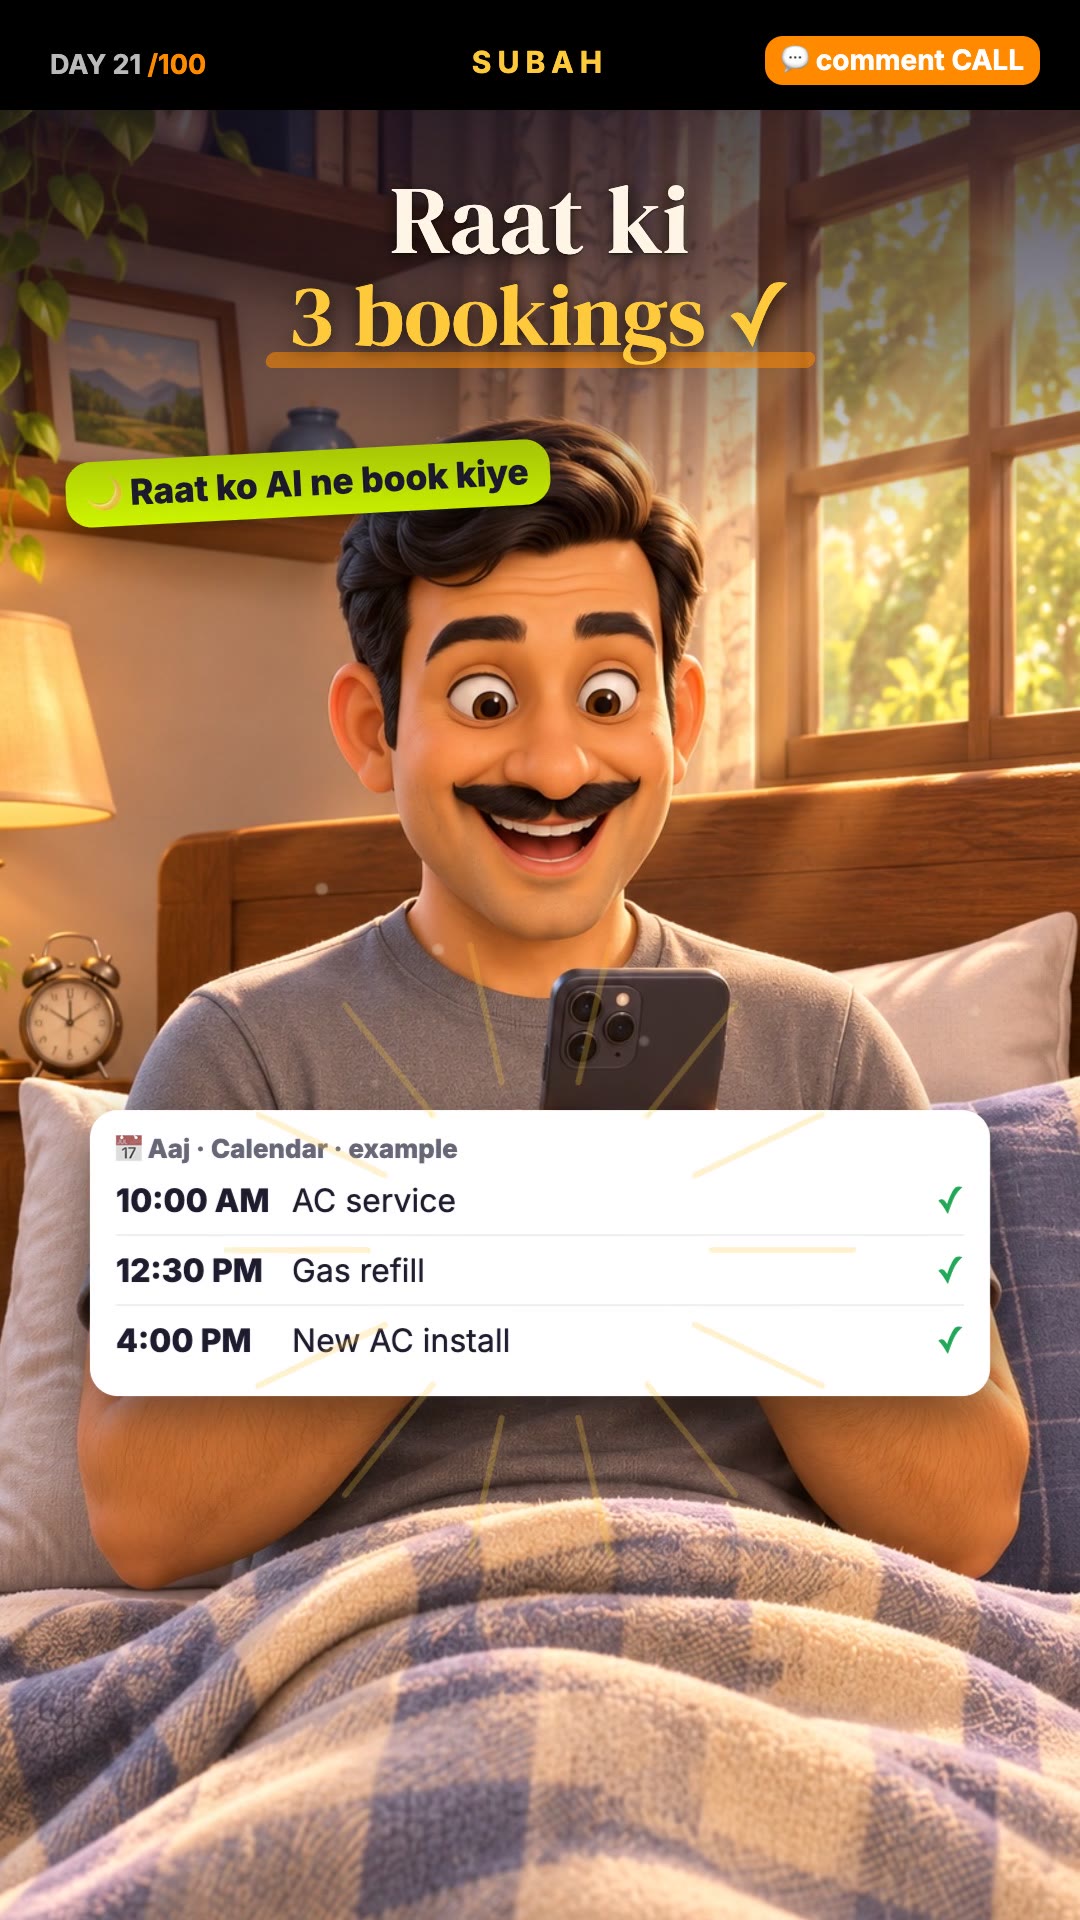 DAY 21 /100
SUBAH
💬 comment CALL
Raat ki
3 bookings ✓
🌙 Raat ko AI ne book kiye
📅 Aaj · Calendar · example
10:00 AM AC service ✓
12:30 PM Gas refill ✓
4:00 PM New AC install ✓